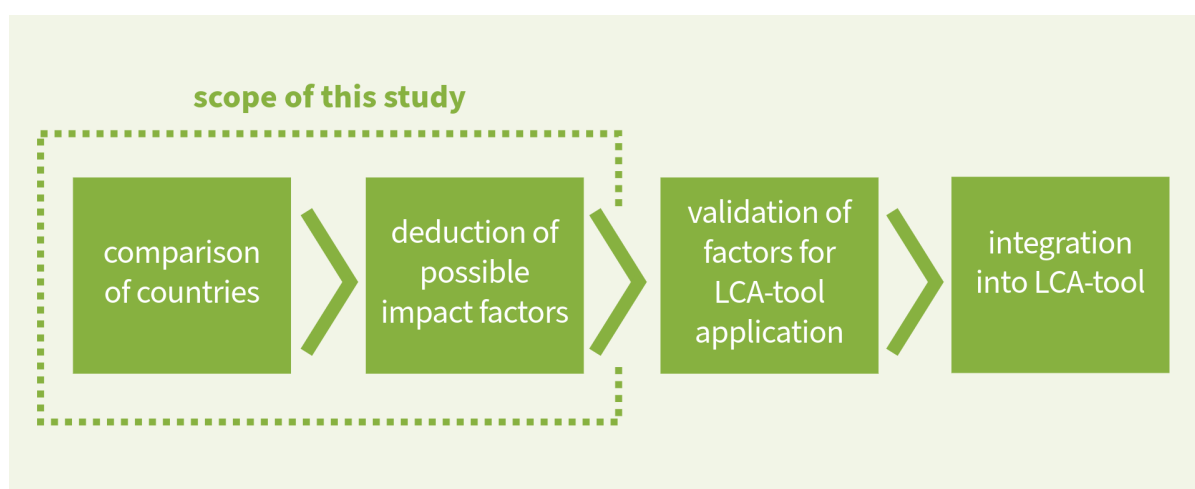 scope of this study
comparison
of countries
deduction of
possible
impact factors
validation of
factors for
LCA-tool
application
integration
into LCA-tool